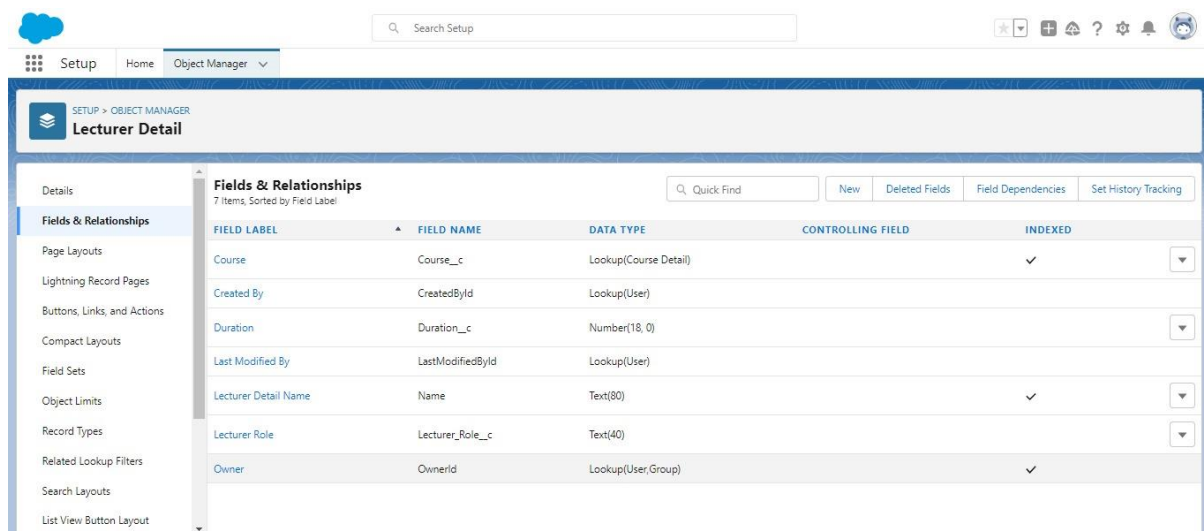 Search Setup
Setup Home Object Manager
SETUP > OBJECT MANAGER
Lecturer Detail
Details
Fields & Relationships
Page Layouts
Lightning Record Pages
Buttons, Links, and Actions
Compact Layouts
Field Sets
Object Limits
Record Types
Related Lookup Filters
Search Layouts
List View Button Layout
Fields & Relationships
7 Items, Sorted by Field Label
Quick Find New Deleted Fields Field Dependencies Set History Tracking
FIELD LABEL FIELD NAME DATA TYPE CONTROLLING FIELD INDEXED
Course Course__c Lookup(Course Detail)
Created By CreatedById Lookup(User)
Duration Duration__c Number(18, 0)
Last Modified By LastModifiedById Lookup(User)
Lecturer Detail Name Name Text(80)
Lecturer Role Lecturer_Role__c Text(40)
Owner OwnerId Lookup(User,Group)